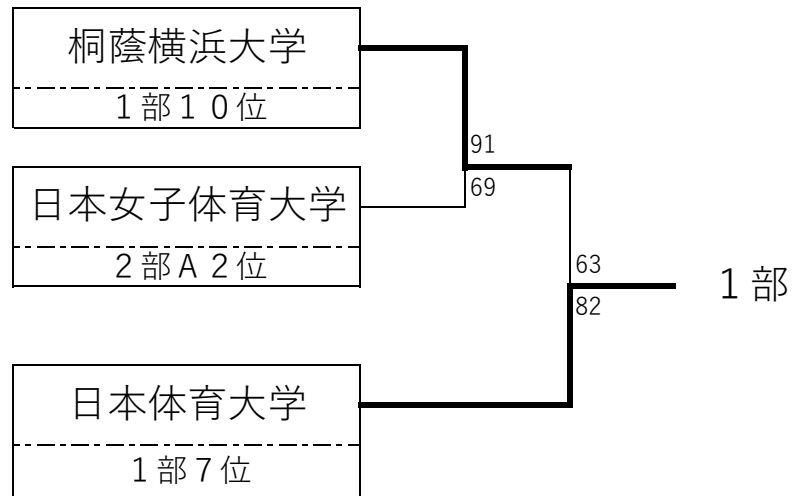 桐蔭横浜大学
１部１０位
91
69
日本女子体育大学
２部Ａ２位
63
82
１部
日本体育大学
１部７位